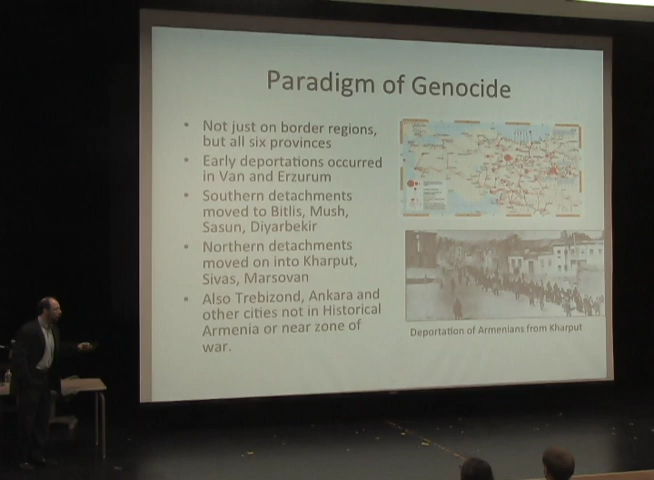 Paradigm of Genocide
• Not just on border regions,
but all six provinces
• Early deportations occurred
in Van and Erzurum
• Southern detachments
moved to Bitlis, Mush,
Sasun, Diyarbekir
• Northern detachments
moved on into Kharput,
Sivas, Marsovan
• Also Trebizond, Ankara and
other cities not in Historical
Armenia or near zone of
war.
Deportation of Armenians from Kharput